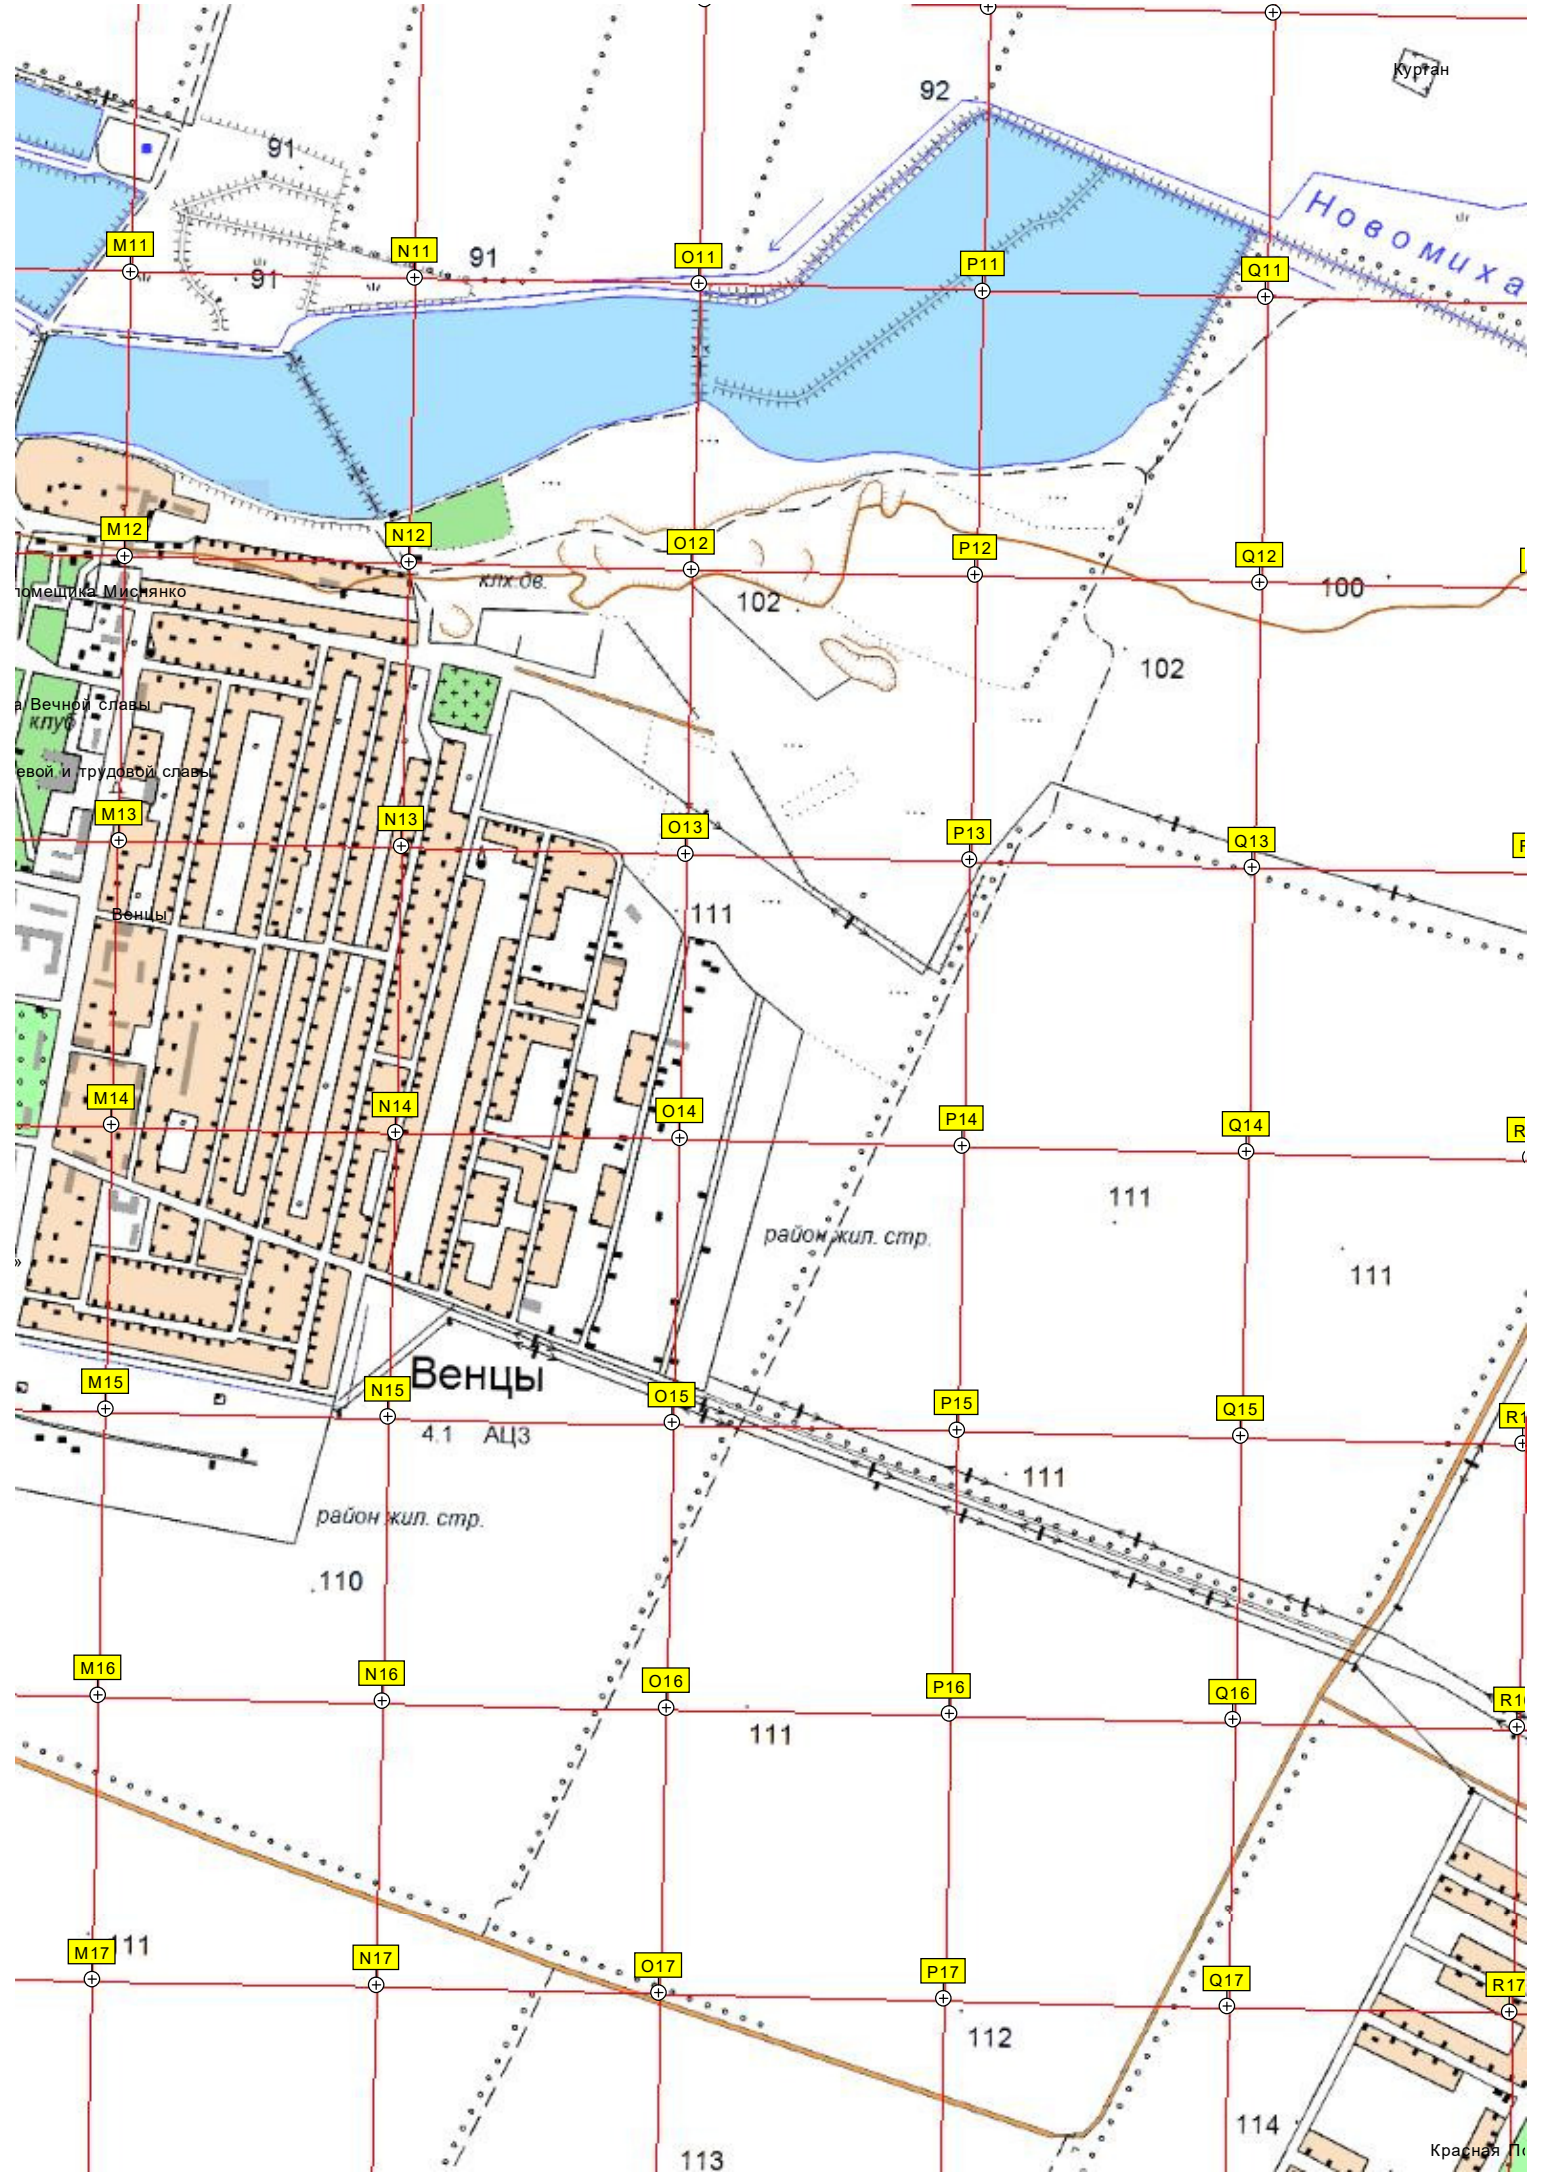 Курган
92
91
Новомиха
M11
N11
91
O11
P11
Q11
91
M12
N12
O12
P12
Q12
клх.дв.
102
100
помещика Миснянко
102
а Вечной славы
клуб
евой и трудовой славы
M13
N13
O13
P13
Q13
Венцы
111
M14
N14
O14
P14
Q14
R
111
район жил. стр.
111
»
Венцы
M15
N15
O15
P15
Q15
R1
4.1 АЦЗ
111
район жил. стр.
110
M16
N16
O16
P16
Q16
R16
111
111
M17
N17
O17
P17
Q17
R17
112
114
113
Красная По